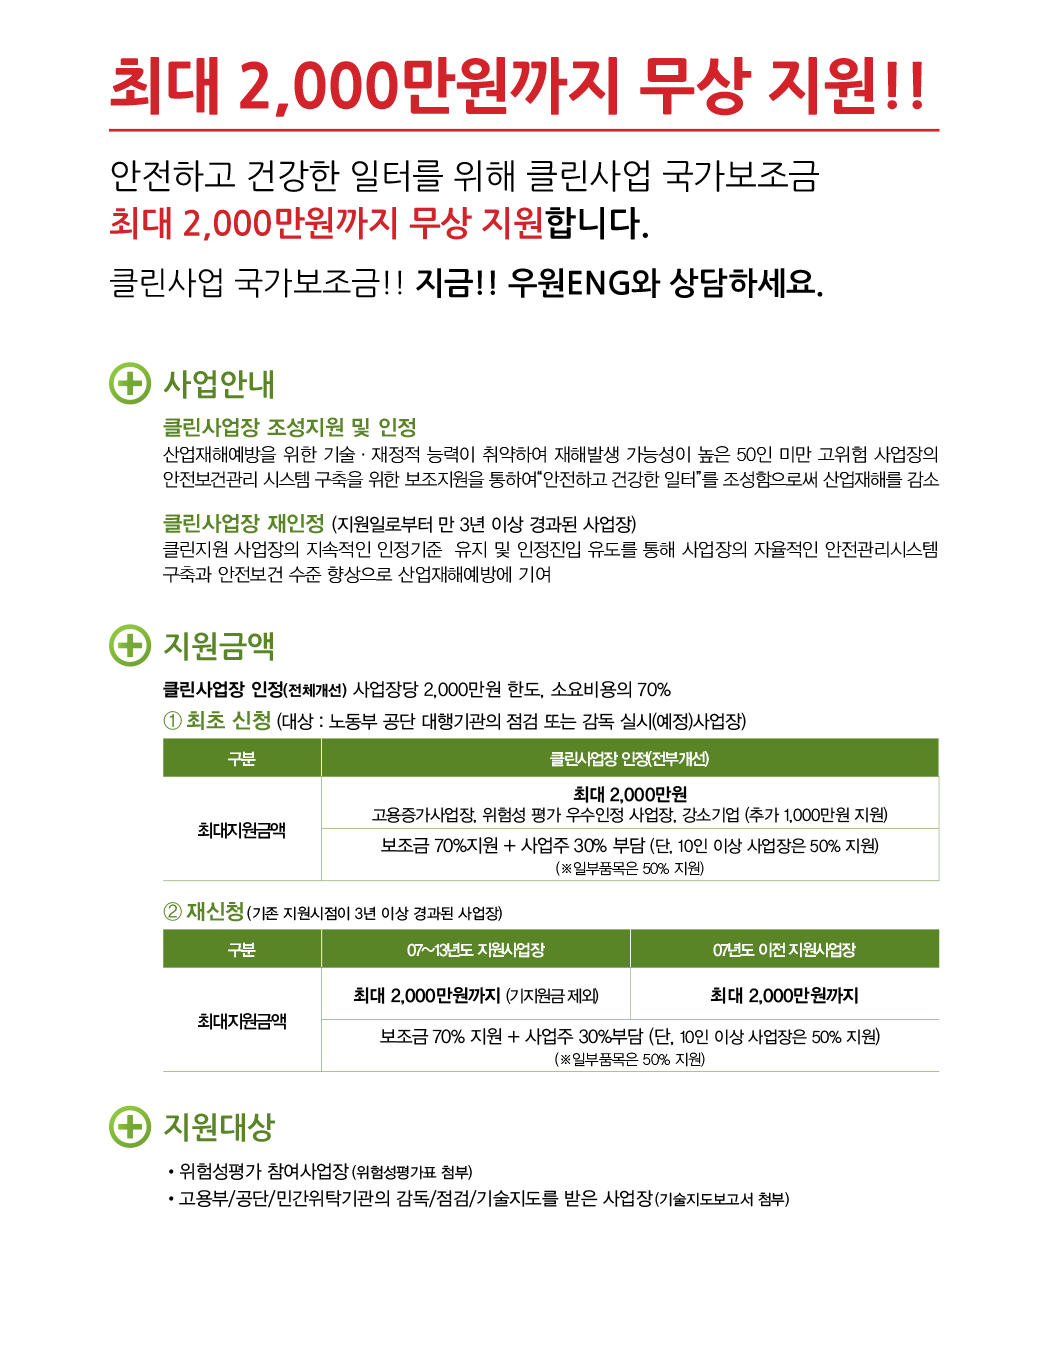 최대 2,000만원까지 무상 지원!!
안전하고 건강한 일터를 위해 클린사업 국가보조금
최대 2,000만원까지 무상 지원합니다.
클린사업 국가보조금!! 지금!! 우원ENG와 상담하세요.
사업안내
클린사업장 조성지원 및 인정
산업재해예방을 위한 기술 · 재정적 능력이 취약하여 재해발생 가능성이 높은 50인 미만 고위험 사업장의
안전보건관리 시스템 구축을 위한 보조지원을 통하여“안전하고 건강한 일터”를 조성함으로써 산업재해를 감소
클린사업장 재인정 (지원일로부터 만 3년 이상 경과된 사업장)
클린지원 사업장의 지속적인 인정기준 유지 및 인정진입 유도를 통해 사업장의 자율적인 안전관리시스템
구축과 안전보건 수준 향상으로 산업재해예방에 기여
지원금액
클린사업장 인정(전체개선) 사업장당 2,000만원 한도, 소요비용의 70%
① 최초 신청 (대상 : 노동부 공단 대행기관의 점검 또는 감독 실시(예정)사업장)
구분 클린사업장 인정(전부개선)
최대지원금액
최대 2,000만원
고용증가사업장, 위험성 평가 우수인정 사업장, 강소기업 (추가 1,000만원 지원)
보조금 70%지원 + 사업주 30% 부담 (단, 10인 이상 사업장은 50% 지원)
(※일부품목은 50% 지원)
② 재신청 (기존 지원시점이 3년 이상 경과된 사업장)
구분 07~13년도 지원사업장 07년도 이전 지원사업장
최대지원금액
최대 2,000만원까지 (기지원금 제외) 최대 2,000만원까지
보조금 70% 지원 + 사업주 30%부담 (단, 10인 이상 사업장은 50% 지원)
(※일부품목은 50% 지원)
지원대상
• 위험성평가 참여사업장 (위험성평가표 첨부)
• 고용부/공단/민간위탁기관의 감독/점검/기술지도를 받은 사업장 (기술지도보고서 첨부)